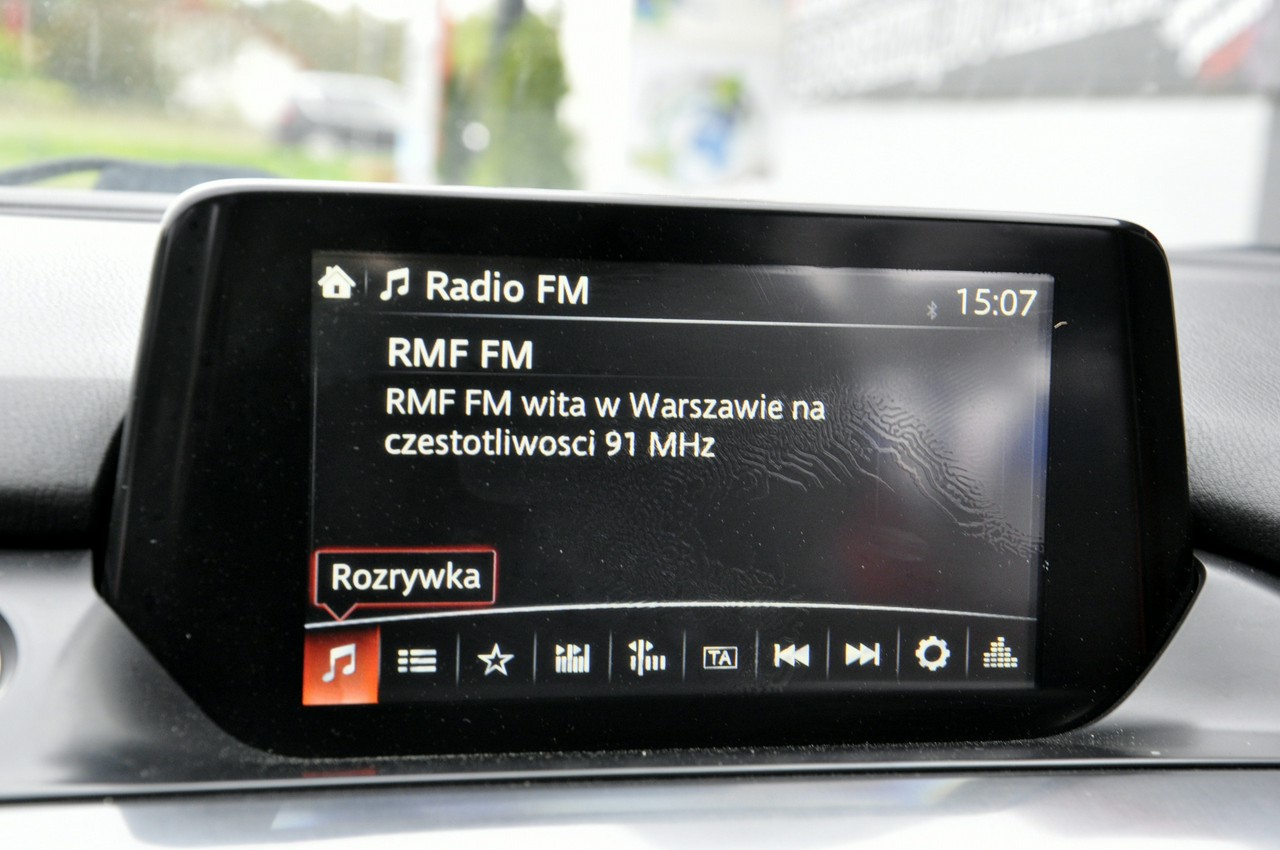 Radio FM
15:07
RMF FM
RMF FM wita w Warszawie na
czestotliwosci 91 MHz
Rozrywka
TA